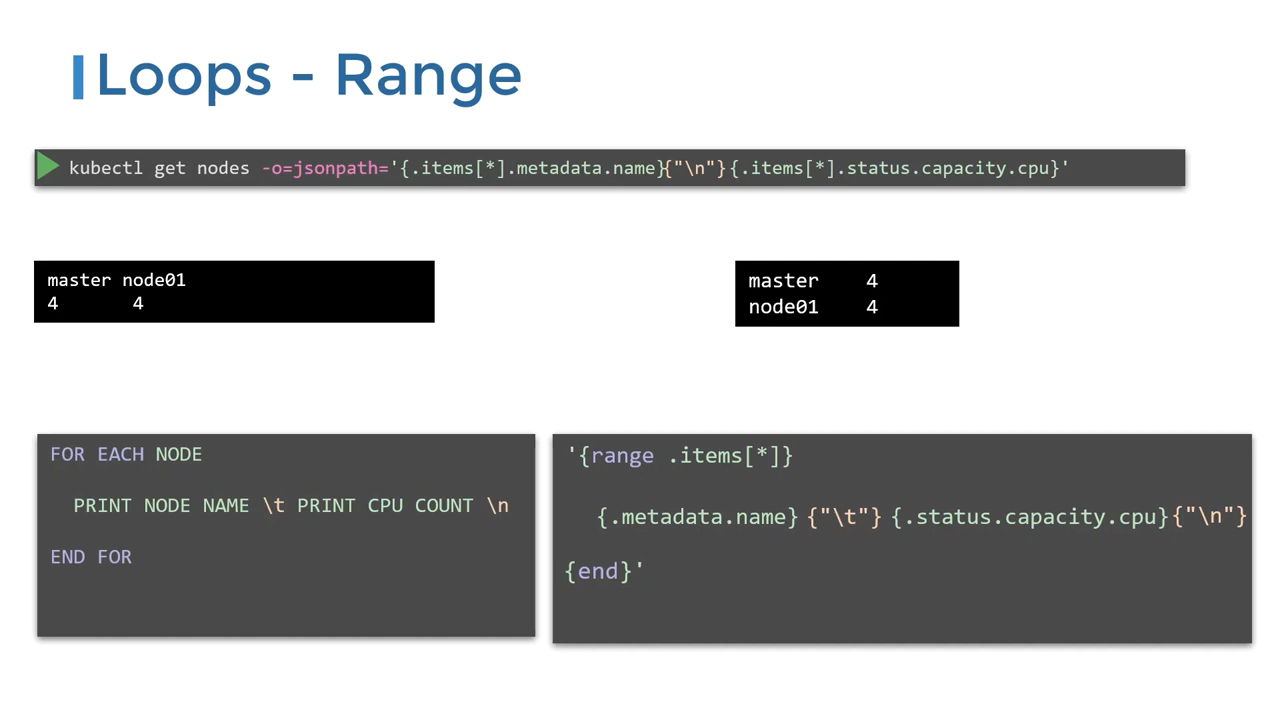 Loops - Range
kubectl get nodes -o=jsonpath='{.items[*].metadata.name}{"\n"}{.items[*].status.capacity.cpu}'
master node01
4 4
master 4
node01 4
FOR EACH NODE
PRINT NODE NAME \t PRINT CPU COUNT \n
END FOR
'{range .items[*]}
{.metadata.name} {"\t"} {.status.capacity.cpu}{"\n"}
{end}'